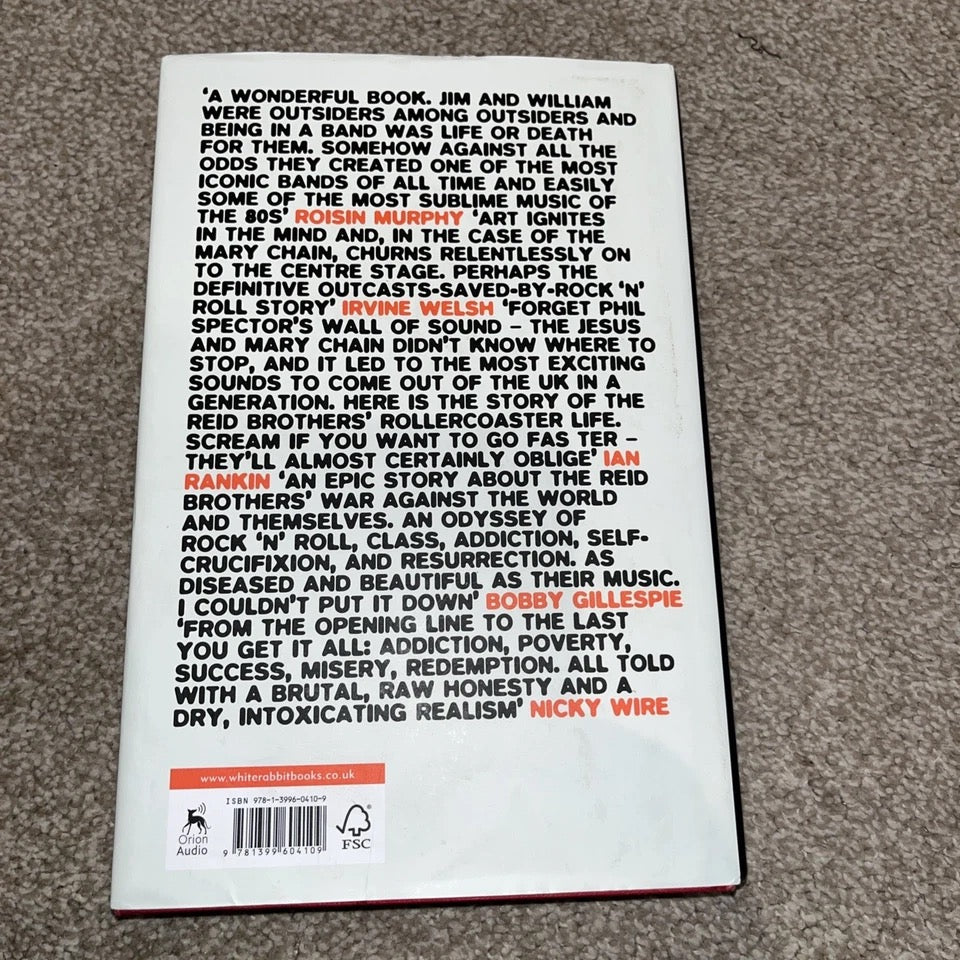 ‘A WONDERFUL BOOK. JIM AND WILLIAM
WERE OUTSIDERS AMONG OUTSIDERS AND
BEING IN A BAND WAS LIFE OR DEATH
FOR THEM. SOMEHOW AGAINST ALL THE
ODDS THEY CREATED ONE OF THE MOST
ICONIC BANDS OF ALL TIME AND EASILY
SOME OF THE MOST SUBLIME MUSIC OF
THE 80S’ ROISIN MURPHY ‘ART IGNITES
IN THE MIND AND, IN THE CASE OF THE
MARY CHAIN, CHURNS RELENTLESSLY ON
TO THE CENTRE STAGE. PERHAPS THE
DEFINITIVE OUTCASTS-SAVED-BY-ROCK ‘N’
ROLL STORY’ IRVINE WELSH ‘FORGET PHIL
SPECTOR’S WALL OF SOUND – THE JESUS
AND MARY CHAIN DIDN’T KNOW WHERE TO
STOP, AND IT LED TO THE MOST EXCITING
SOUNDS TO COME OUT OF THE UK IN A
GENERATION. HERE IS THE STORY OF THE
REID BROTHERS’ ROLLERCOASTER LIFE.
SCREAM IF YOU WANT TO GO FAS TER –
THEY’LL ALMOST CERTAINLY OBLIGE’ IAN
RANKIN ‘AN EPIC STORY ABOUT THE REID
BROTHERS’ WAR AGAINST THE WORLD
AND THEMSELVES. AN ODYSSEY OF
ROCK ‘N’ ROLL, CLASS, ADDICTION, SELF-
CRUCIFIXION, AND RESURRECTION. AS
DISEASED AND BEAUTIFUL AS THEIR MUSIC.
I COULDN’T PUT IT DOWN’ BOBBY GILLESPIE
‘FROM THE OPENING LINE TO THE LAST
YOU GET IT ALL: ADDICTION, POVERTY,
SUCCESS, MISERY, REDEMPTION. ALL TOLD
WITH A BRUTAL, RAW HONESTY AND A
DRY, INTOXICATING REALISM’ NICKY WIRE
www.whiterabbitbooks.co.uk
ISBN 978-1-3996-0410-9
Orion
Audio
9 781399 604109
FSC